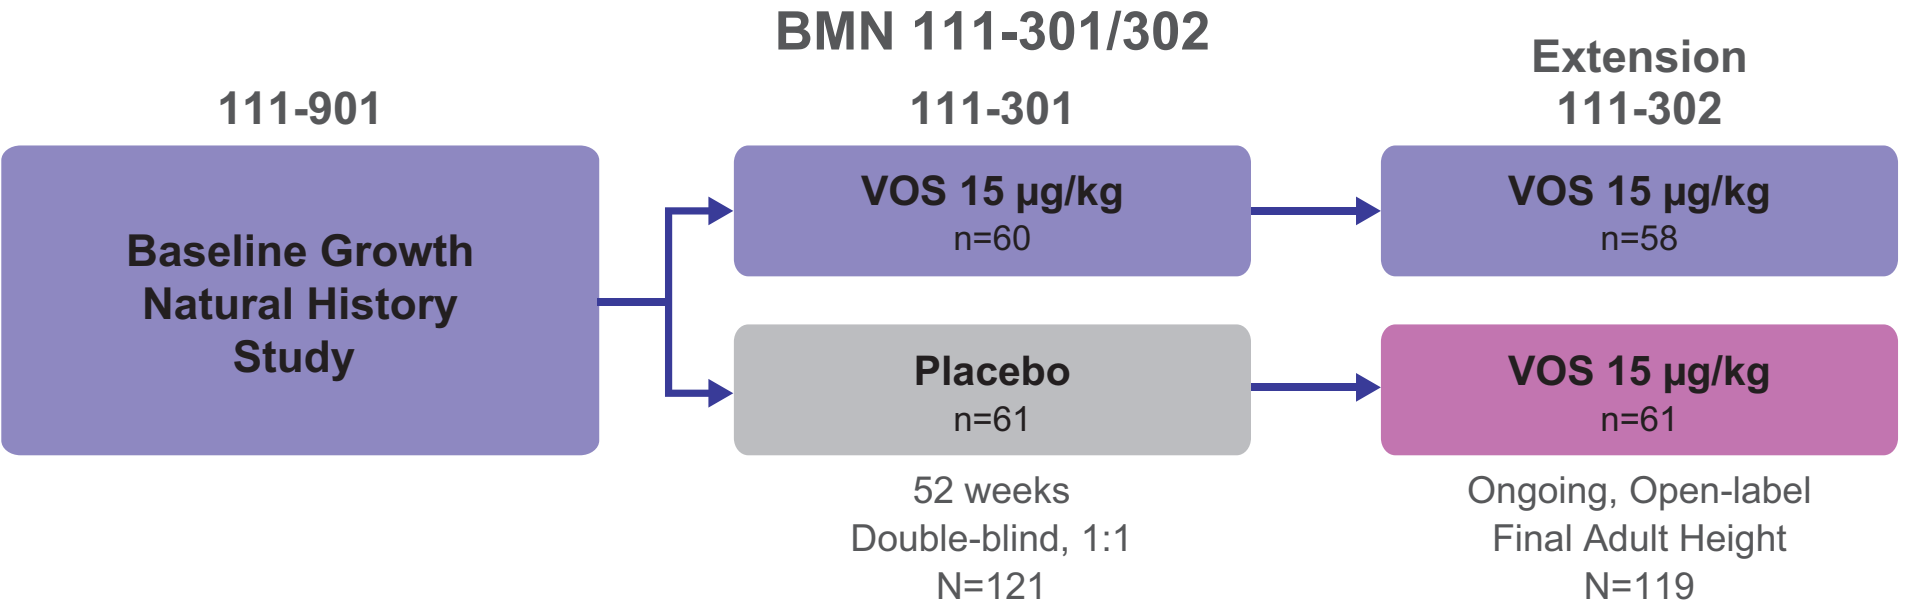 BMN 111-301/302
111-901
111-301
Extension
111-302
Baseline Growth
Natural History
Study
VOS 15 µg/kg
n=60
VOS 15 µg/kg
n=58
Placebo
n=61
VOS 15 µg/kg
n=61
52 weeks
Double-blind, 1:1
N=121
Ongoing, Open-label
Final Adult Height
N=119